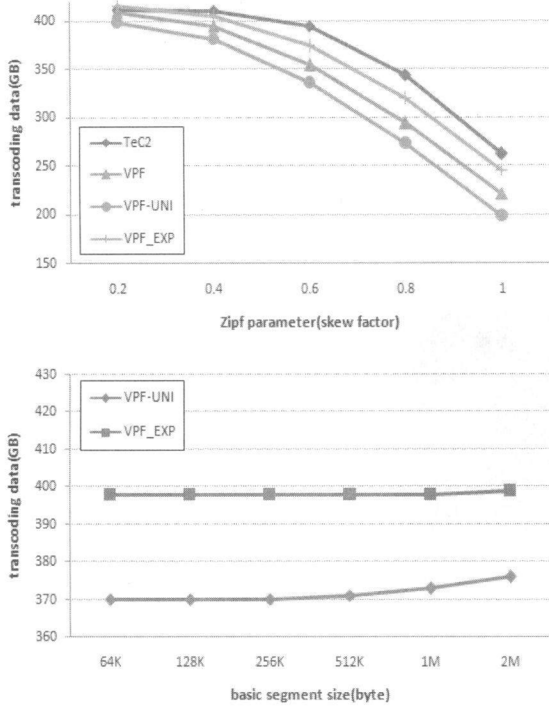 400
350
300
250
200
150
transcoding data(GB)
TeC2
VPF
VPF-UNI
VPF_EXP
0.2 0.4 0.6 0.8 1
Zipf parameter(skew factor)
430
420
410
400
390
380
370
360
transcoding data(GB)
VPF-UNI
VPF_EXP
64K 128K 256K 512K 1M 2M
basic segment size(byte)